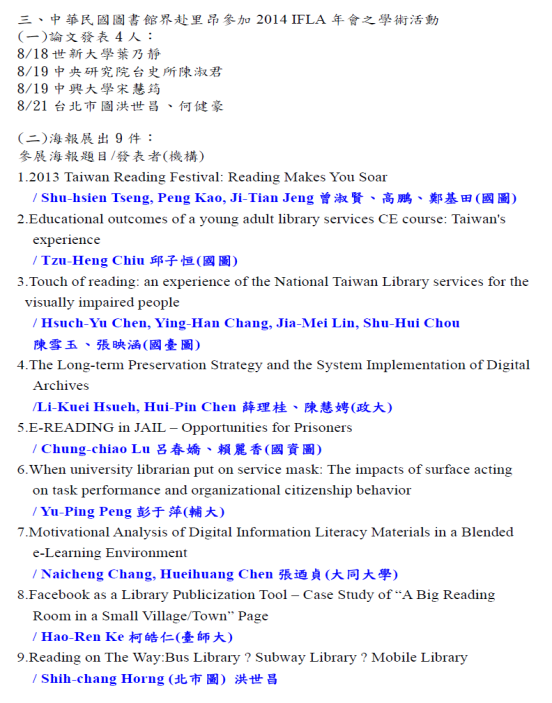 三、中華民國圖書館界赴里昂參加 2014 IFLA 年會之學術活動
(一)論文發表 4 人：
8/18 世新大學葉乃靜
8/19 中央研究院台史所陳淑君
8/19 中興大學宋慧筠
8/21 台北市圖洪世昌、何健豪
(二)海報展出 9 件：
參展海報題目/發表者(機構)
1.2013 Taiwan Reading Festival: Reading Makes You Soar
/ Shu-hsien Tseng, Peng Kao, Ji-Tian Jeng 曾淑賢、高鵬、鄭基田(國圖)
2.Educational outcomes of a young adult library services CE course: Taiwan's
experience
/ Tzu-Heng Chiu 邱子恒(國圖)
3.Touch of reading: an experience of the National Taiwan Library services for the
visually impaired people
/ Hsuch-Yu Chen, Ying-Han Chang, Jia-Mei Lin, Shu-Hui Chou
陳雪玉、張映涵(國臺圖)
4.The Long-term Preservation Strategy and the System Implementation of Digital
Archives
/Li-Kuei Hsueh, Hui-Pin Chen 薛理桂、陳慧娉(政大)
5.E-READING in JAIL – Opportunities for Prisoners
/ Chung-chiao Lu 呂春嬌、賴麗香(國資圖)
6.When university librarian put on service mask: The impacts of surface acting
on task performance and organizational citizenship behavior
/ Yu-Ping Peng 彭于萍(輔大)
7.Motivational Analysis of Digital Information Literacy Materials in a Blended
e-Learning Environment
/ Naicheng Chang, Hueihuang Chen 張迺貞(大同大學)
8.Facebook as a Library Publicization Tool – Case Study of “A Big Reading
Room in a Small Village/Town” Page
/ Hao-Ren Ke 柯皓仁(臺師大)
9.Reading on The Way:Bus Library ? Subway Library ? Mobile Library
/ Shih-chang Horng (北市圖) 洪世昌